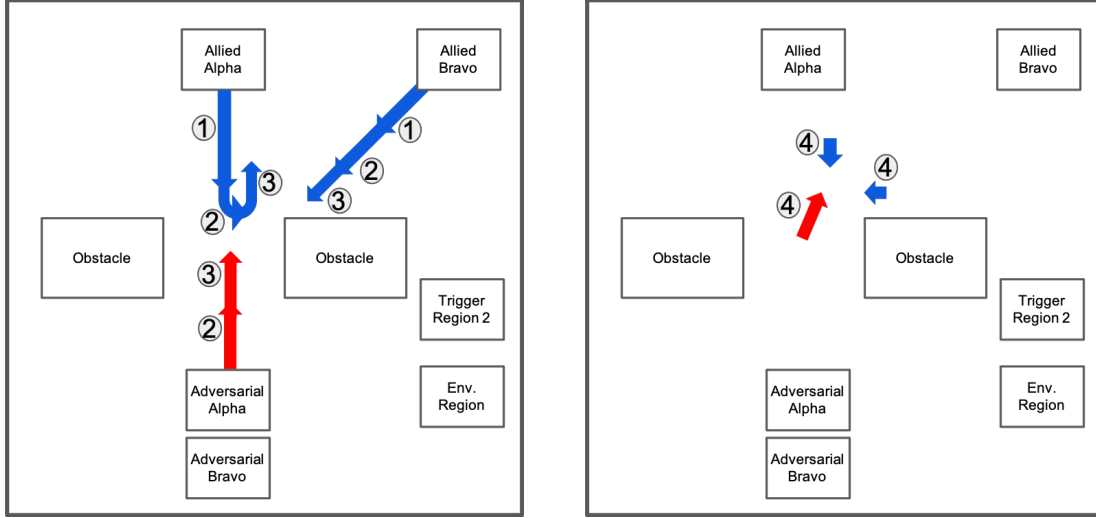 Allied
Alpha
Allied
Bravo
1
1
2
3
3
2
Obstacle
Obstacle
3
2
Trigger
Region 2
Adversarial
Alpha
Env.
Region
Adversarial
Bravo
Allied
Alpha
Allied
Bravo
4
4
4
Obstacle
Obstacle
Trigger
Region 2
Adversarial
Alpha
Env.
Region
Adversarial
Bravo